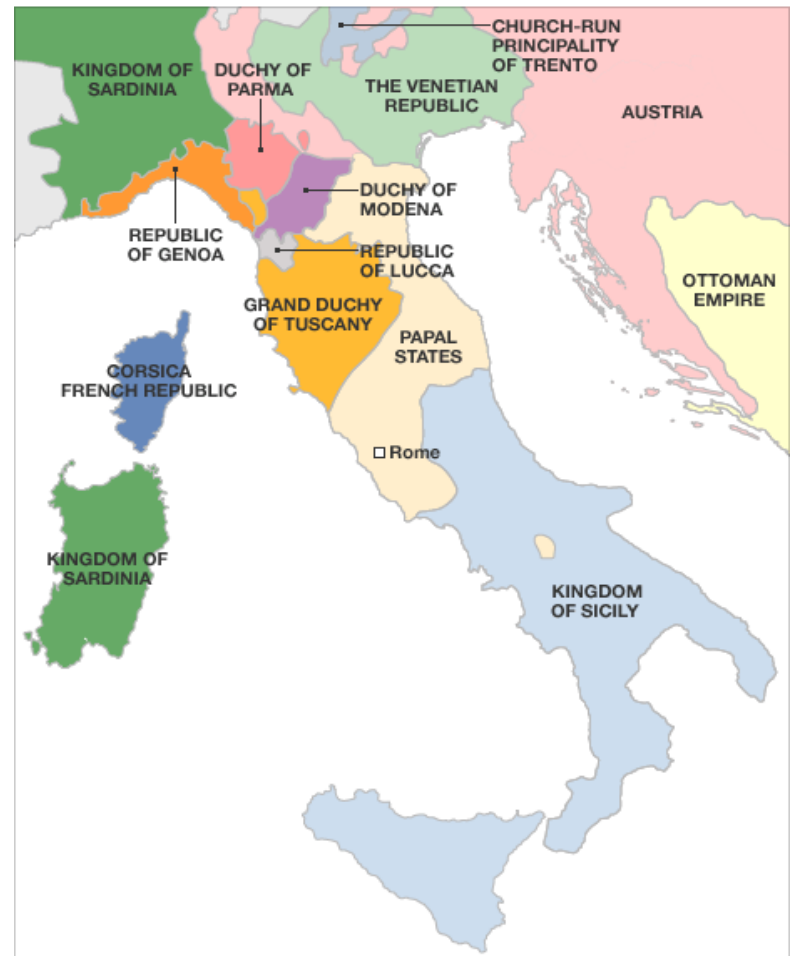 CHURCH-RUN
PRINCIPALITY
OF TRENTO
KINGDOM OF
SARDINIA
DUCHY OF
PARMA
THE VENETIAN
REPUBLIC
AUSTRIA
DUCHY OF
MODENA
REPUBLIC
OF GENOA
REPUBLIC
OF LUCCA
OTTOMAN
EMPIRE
GRAND DUCHY
OF TUSCANY
PAPAL
STATES
CORSICA
FRENCH REPUBLIC
Rome
KINGDOM OF
SARDINIA
KINGDOM
OF SICILY